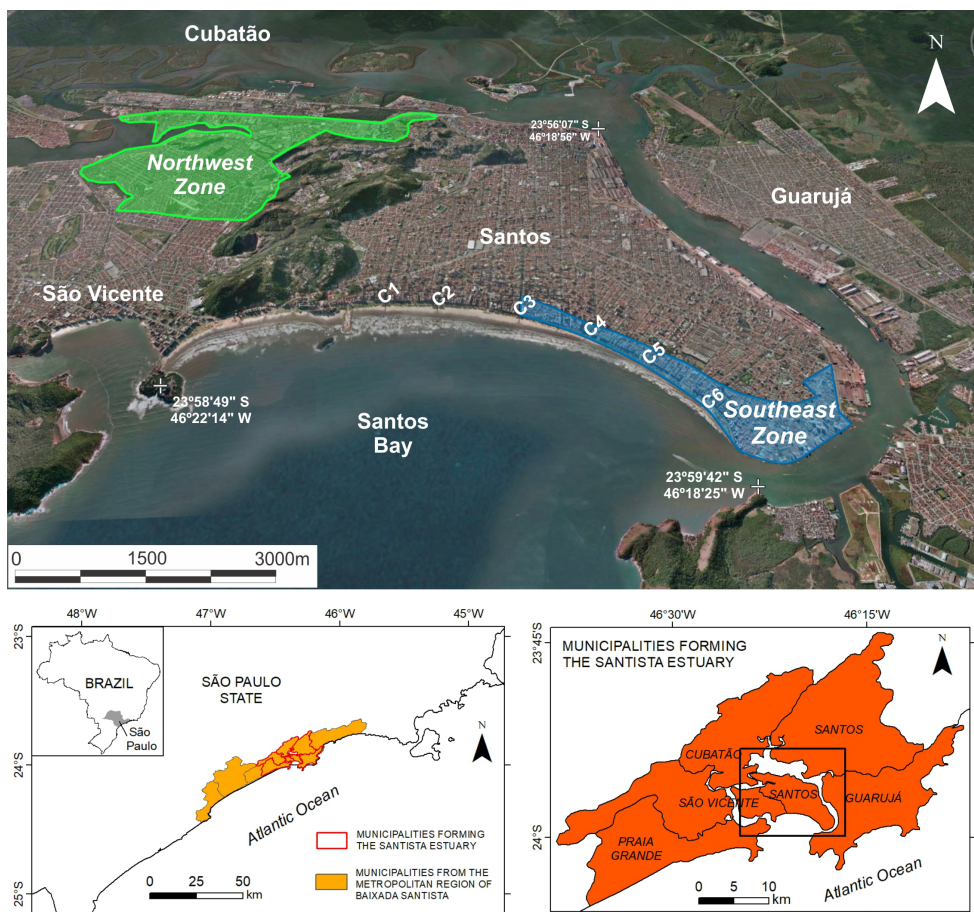 Cubatão
N
23°56'07" S
46°18'56" W
Northwest
Zone
Guarujá
Santos
São Vicente
C1
C2
C3
C4
C5
C6
23°58'49" S
46°22'14" W
Santos
Bay
Southeast
Zone
23°59'42" S
46°18'25" W
0 1500 3000m
48°W 47°W 46°W 45°W
23°S
BRAZIL
São
Paulo
SÃO PAULO
STATE
N
24°S
Atlantic Ocean
MUNICIPALITIES FORMING
THE SANTISTA ESTUARY
MUNICIPALITIES FROM THE
METROPOLITAN REGION OF
BAIXADA SANTISTA
0 25 50
km
25°S
46°30'W 46°15'W
23°45'S
MUNICIPALITIES FORMING
THE SANTISTA ESTUARY
N
SANTOS
CUBATÃO
SÃO VICENTE
SANTOS
GUARUJÁ
24°S
PRAIA
GRANDE
Atlantic Ocean
0 5 10
km